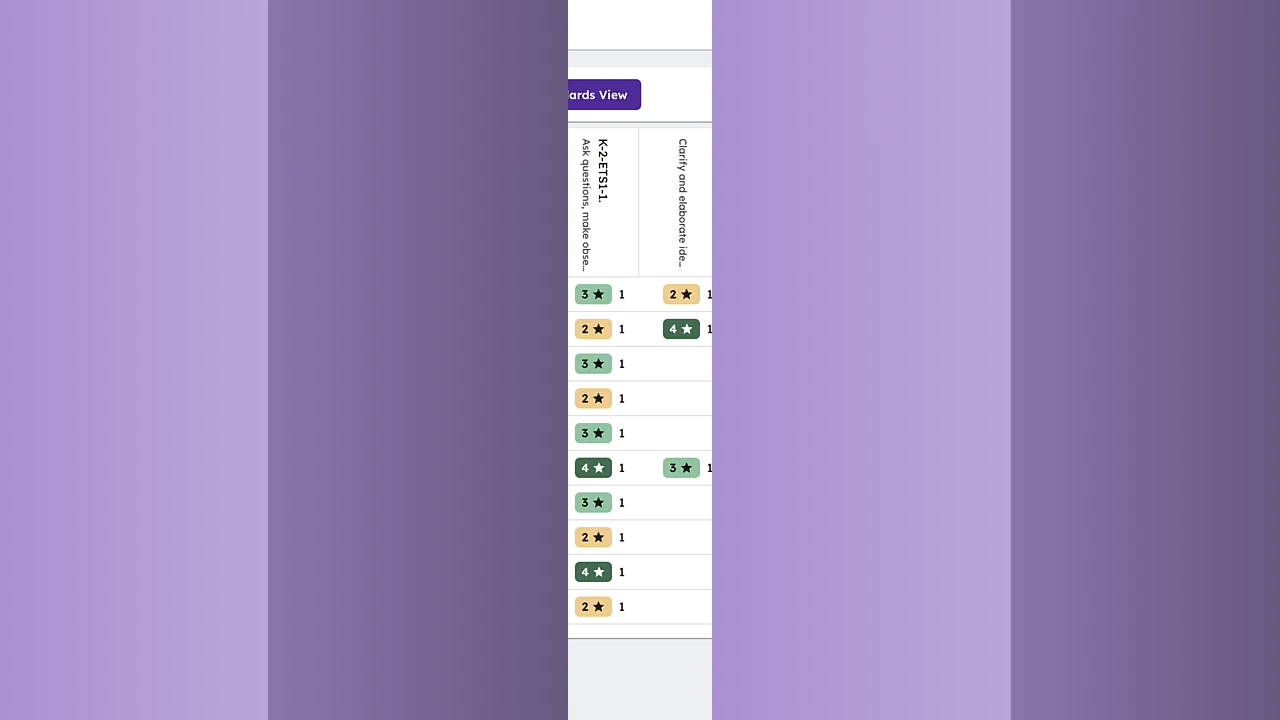 ards View
K-2-ETS1-1.
Ask questions, make obse...
Clarify and elaborate ide...
3 ★ 1 2 ★ 1
2 ★ 1 4 ★ 1
3 ★ 1
2 ★ 1
3 ★ 1
4 ★ 1 3 ★ 1
3 ★ 1
2 ★ 1
4 ★ 1
2 ★ 1